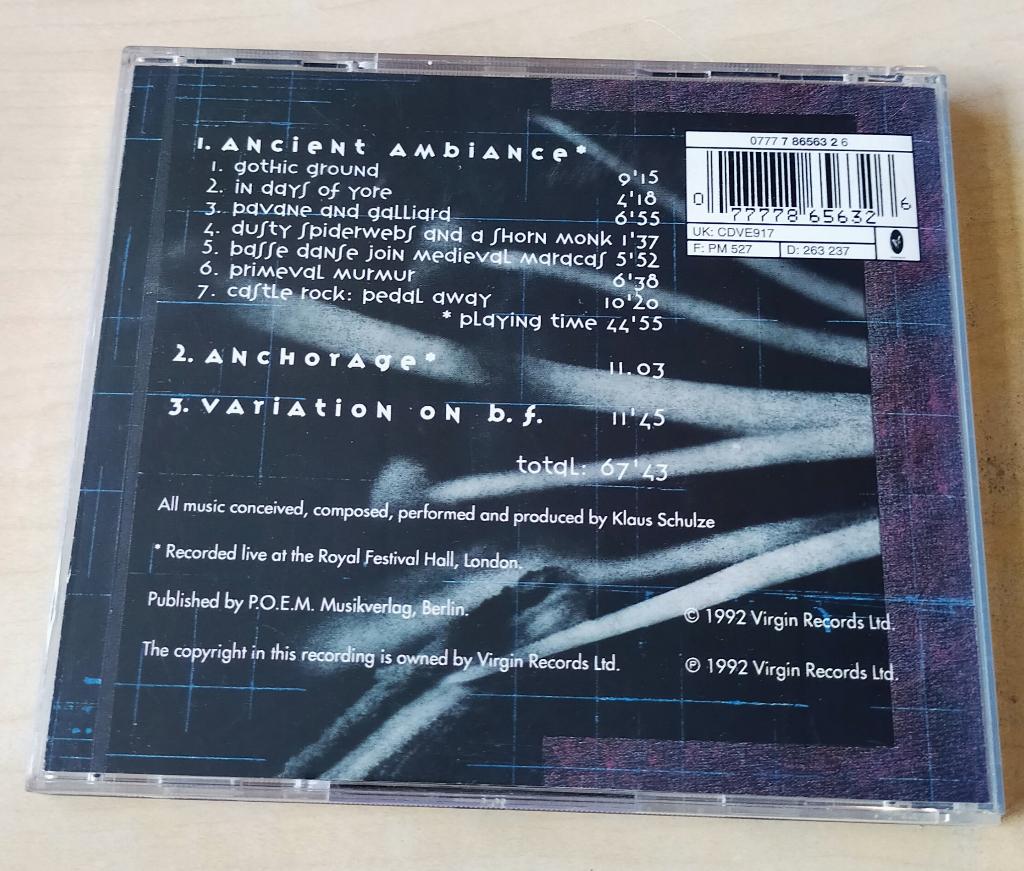 0777 7 86563 2 6
0 77778 65632 6
UK: CDVE917
F: PM 527 D: 263 237
1. ANCieNt AMbiANCe*
1. gothic ground 9'15
2. in days of yore 4'18
3. pavane and galliard 6'55
4. dusty spiderwebs and a shorn monk 1'37
5. basse danse join medieval maracas 5'52
6. primeval murmur 6'38
7. castle rock: pedal away 10'20
* playing time 44'55
2. ANChorAge* 11.03
3. VAriAtioN oN b.f. 11'45
total: 67'43
All music conceived, composed, performed and produced by Klaus Schulze
* Recorded live at the Royal Festival Hall, London.
Published by P.O.E.M. Musikverlag, Berlin.
© 1992 Virgin Records Ltd.
The copyright in this recording is owned by Virgin Records Ltd.
℗ 1992 Virgin Records Ltd.